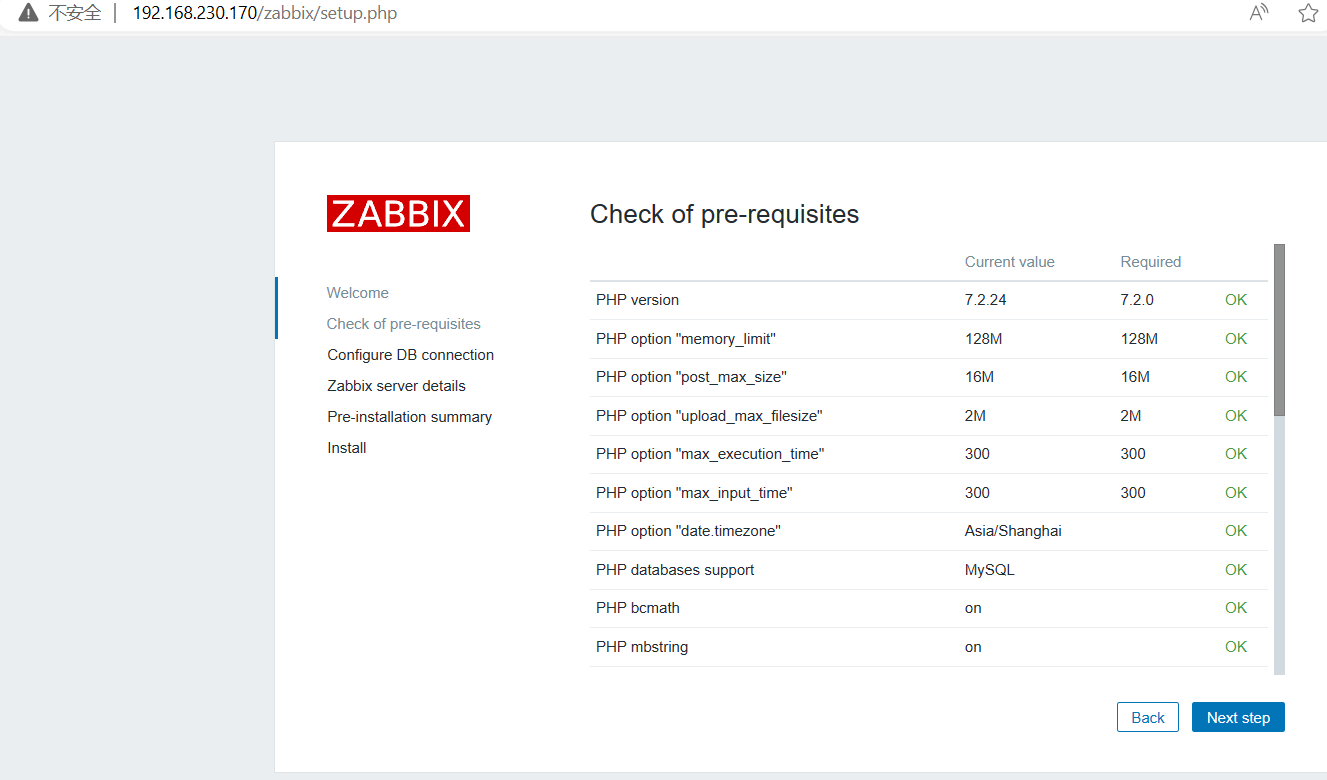 不安全 192.168.230.170/zabbix/setup.php
ZABBIX
Welcome
Check of pre-requisites
Configure DB connection
Zabbix server details
Pre-installation summary
Install
Check of pre-requisites
Current value Required
PHP version 7.2.24 7.2.0 OK
PHP option "memory_limit" 128M 128M OK
PHP option "post_max_size" 16M 16M OK
PHP option "upload_max_filesize" 2M 2M OK
PHP option "max_execution_time" 300 300 OK
PHP option "max_input_time" 300 300 OK
PHP option "date.timezone" Asia/Shanghai OK
PHP databases support MySQL OK
PHP bcmath on OK
PHP mbstring on OK
Back Next step